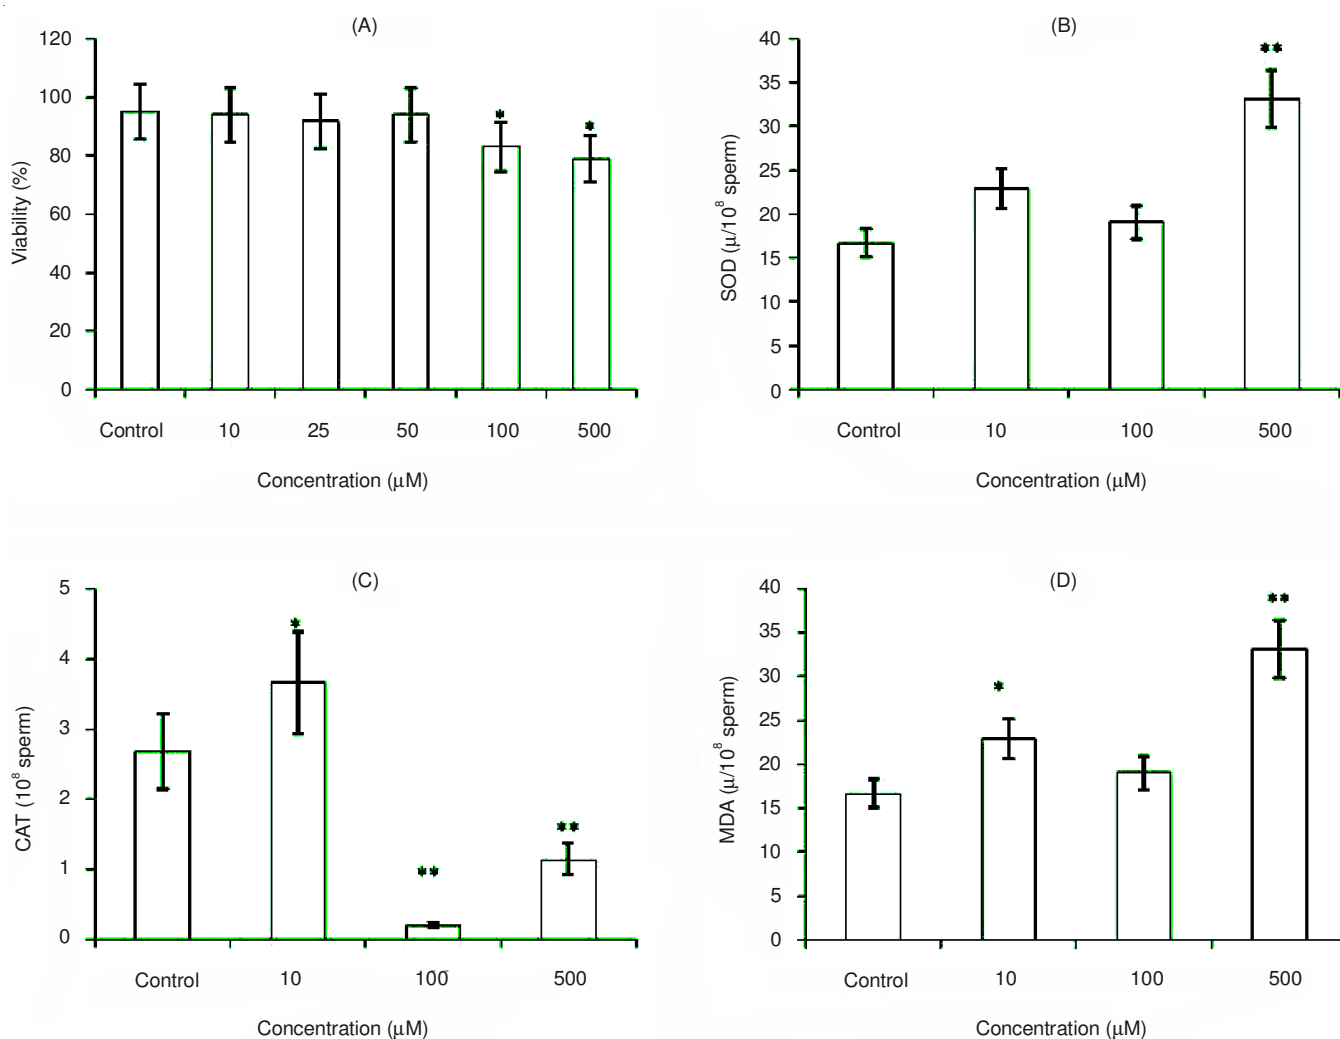 (A)
120
100
80
60
40
20
0
Viability (%)
*
*
Control 10 25 50 100 500
Concentration (μM)
(B)
40
35
30
25
20
15
10
5
0
SOD (μ/10⁸ sperm)
**
Control 10 100 500
Concentration (μM)
(C)
5
4
3
2
1
0
CAT (10⁸ sperm)
*
**
**
Control 10 100 500
Concentration (μM)
(D)
40
35
30
25
20
15
10
5
0
MDA (μ/10⁸ sperm)
*
**
Control 10 100 500
Concentration (μM)